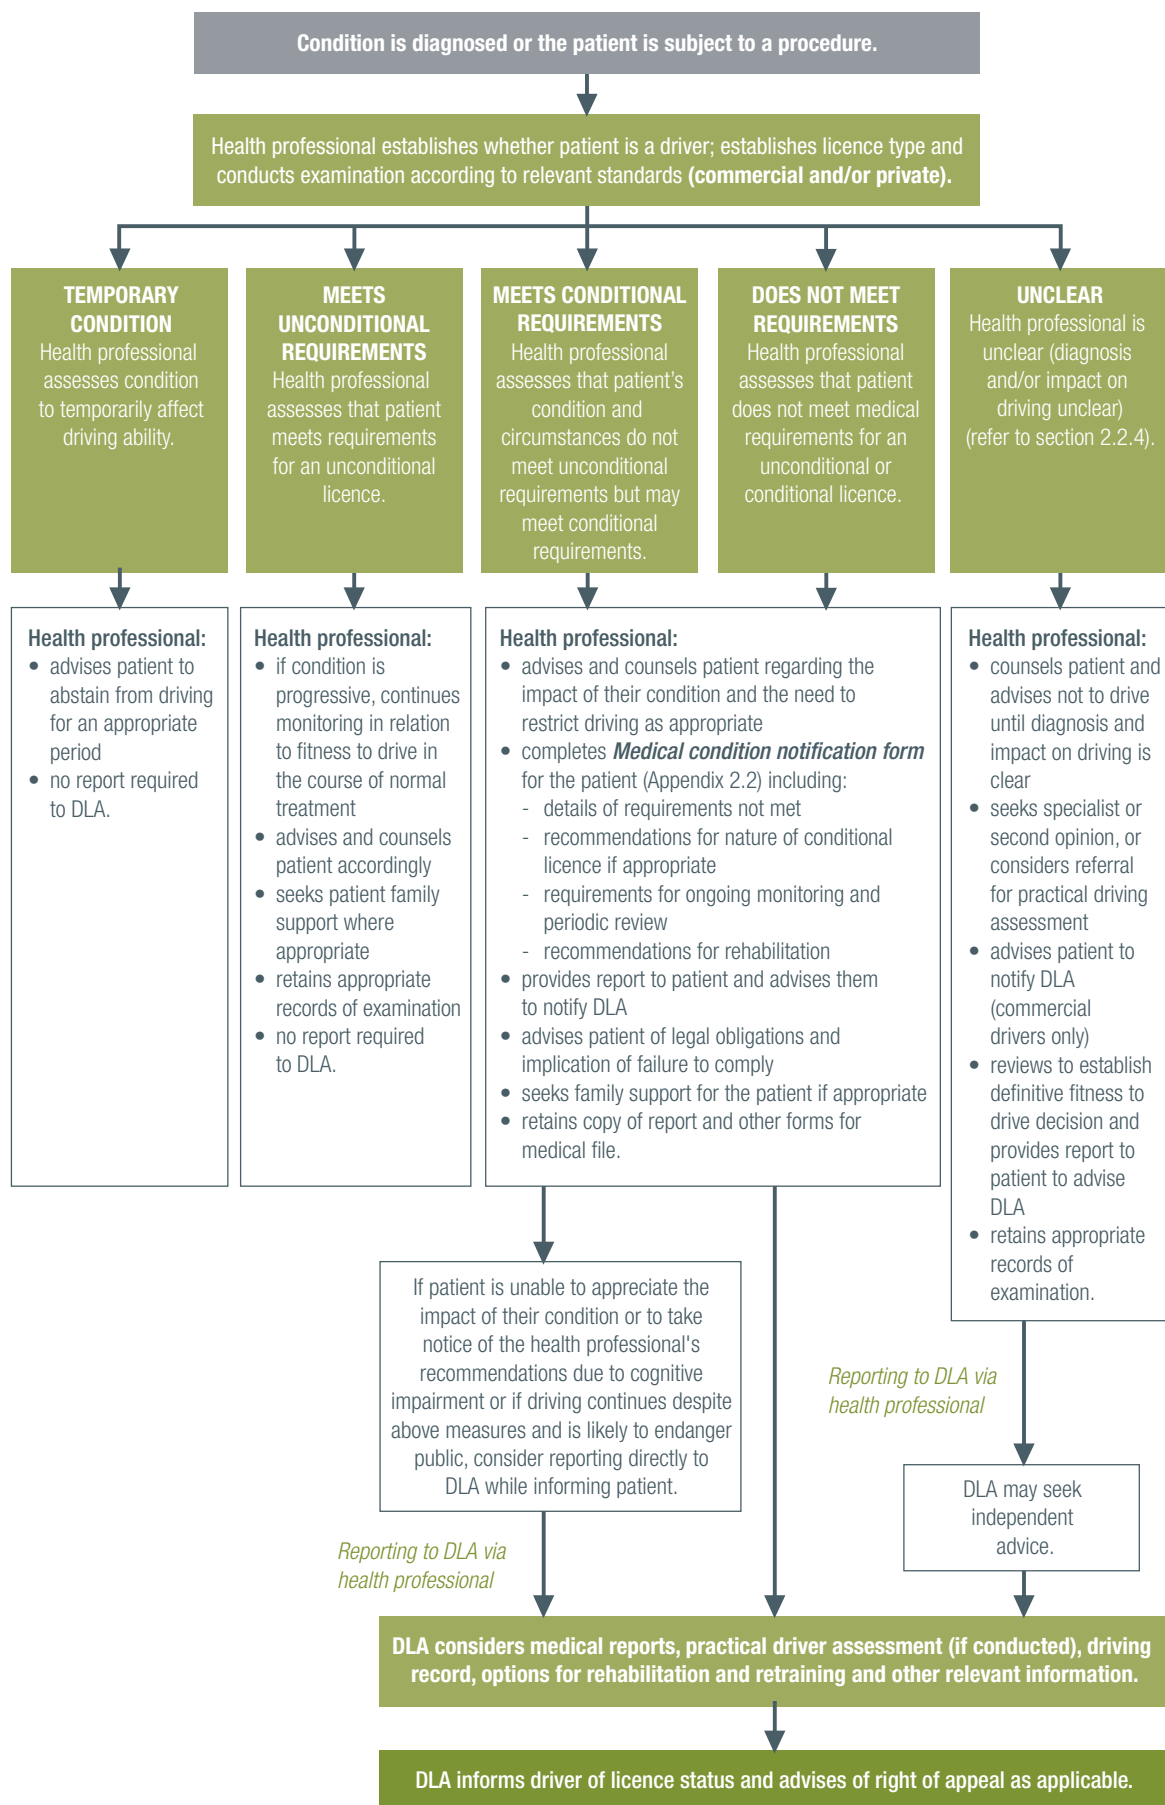 Condition is diagnosed or the patient is subject to a procedure.
Health professional establishes whether patient is a driver; establishes licence type and
conducts examination according to relevant standards (commercial and/or private).
TEMPORARY
CONDITION
Health professional
assesses condition
to temporarily affect
driving ability.
MEETS
UNCONDITIONAL
REQUIREMENTS
Health professional
assesses that patient
meets requirements
for an unconditional
licence.
MEETS CONDITIONAL
REQUIREMENTS
Health professional
assesses that patient's
condition and
circumstances do not
meet unconditional
requirements but may
meet conditional
requirements.
DOES NOT MEET
REQUIREMENTS
Health professional
assesses that patient
does not meet medical
requirements for an
unconditional or
conditional licence.
UNCLEAR
Health professional is
unclear (diagnosis
and/or impact on
driving unclear)
(refer to section 2.2.4).
Health professional:
• advises patient to
abstain from driving
for an appropriate
period
• no report required
to DLA.
Health professional:
• if condition is
progressive, continues
monitoring in relation
to fitness to drive in
the course of normal
treatment
• advises and counsels
patient accordingly
• seeks patient family
support where
appropriate
• retains appropriate
records of examination
• no report required
to DLA.
Health professional:
• advises and counsels patient regarding the
impact of their condition and the need to
restrict driving as appropriate
• completes Medical condition notification form
for the patient (Appendix 2.2) including:
- details of requirements not met
- recommendations for nature of conditional
licence if appropriate
- requirements for ongoing monitoring and
periodic review
- recommendations for rehabilitation
• provides report to patient and advises them
to notify DLA
• advises patient of legal obligations and
implication of failure to comply
• seeks family support for the patient if appropriate
• retains copy of report and other forms for
medical file.
Health professional:
• counsels patient and
advises not to drive
until diagnosis and
impact on driving is
clear
• seeks specialist or
second opinion, or
considers referral
for practical driving
assessment
• advises patient to
notify DLA
(commercial
drivers only)
• reviews to establish
definitive fitness to
drive decision and
provides report to
patient to advise
DLA
• retains appropriate
records of
examination.
If patient is unable to appreciate the
impact of their condition or to take
notice of the health professional's
recommendations due to cognitive
impairment or if driving continues despite
above measures and is likely to endanger
public, consider reporting directly to
DLA while informing patient.
Reporting to DLA via
health professional
DLA may seek
independent
advice.
Reporting to DLA via
health professional
DLA considers medical reports, practical driver assessment (if conducted), driving
record, options for rehabilitation and retraining and other relevant information.
DLA informs driver of licence status and advises of right of appeal as applicable.